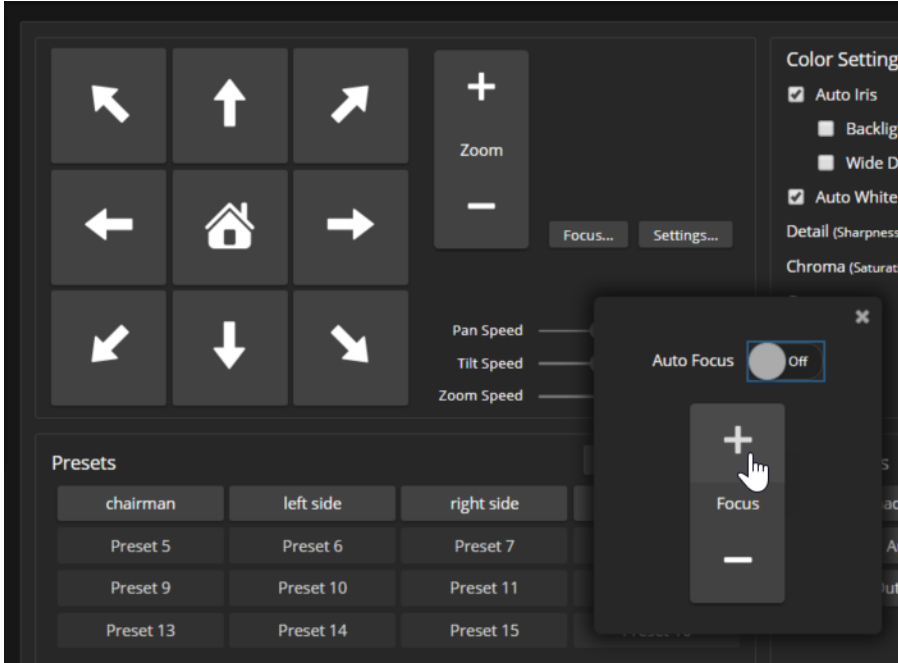 Zoom
Focus...
Settings...
Pan Speed
Tilt Speed
Zoom Speed
Color Setting
Auto Iris
Backlig
Wide D
Auto White
Detail (Sharpness
Chroma (Saturat
Auto Focus
Off
Focus
Presets
chairman
left side
right side
Preset 5
Preset 6
Preset 7
Preset 9
Preset 10
Preset 11
Preset 13
Preset 14
Preset 15